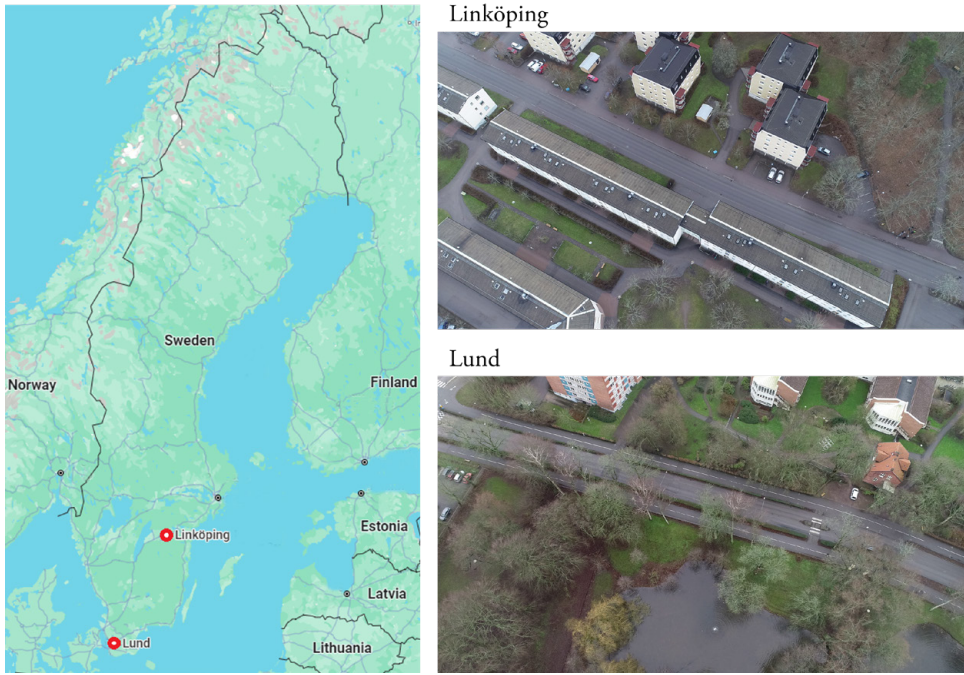 Linköping
Sweden
Norway
Finland
Estonia
Linköping
Latvia
Lund
Lithuania
Lund